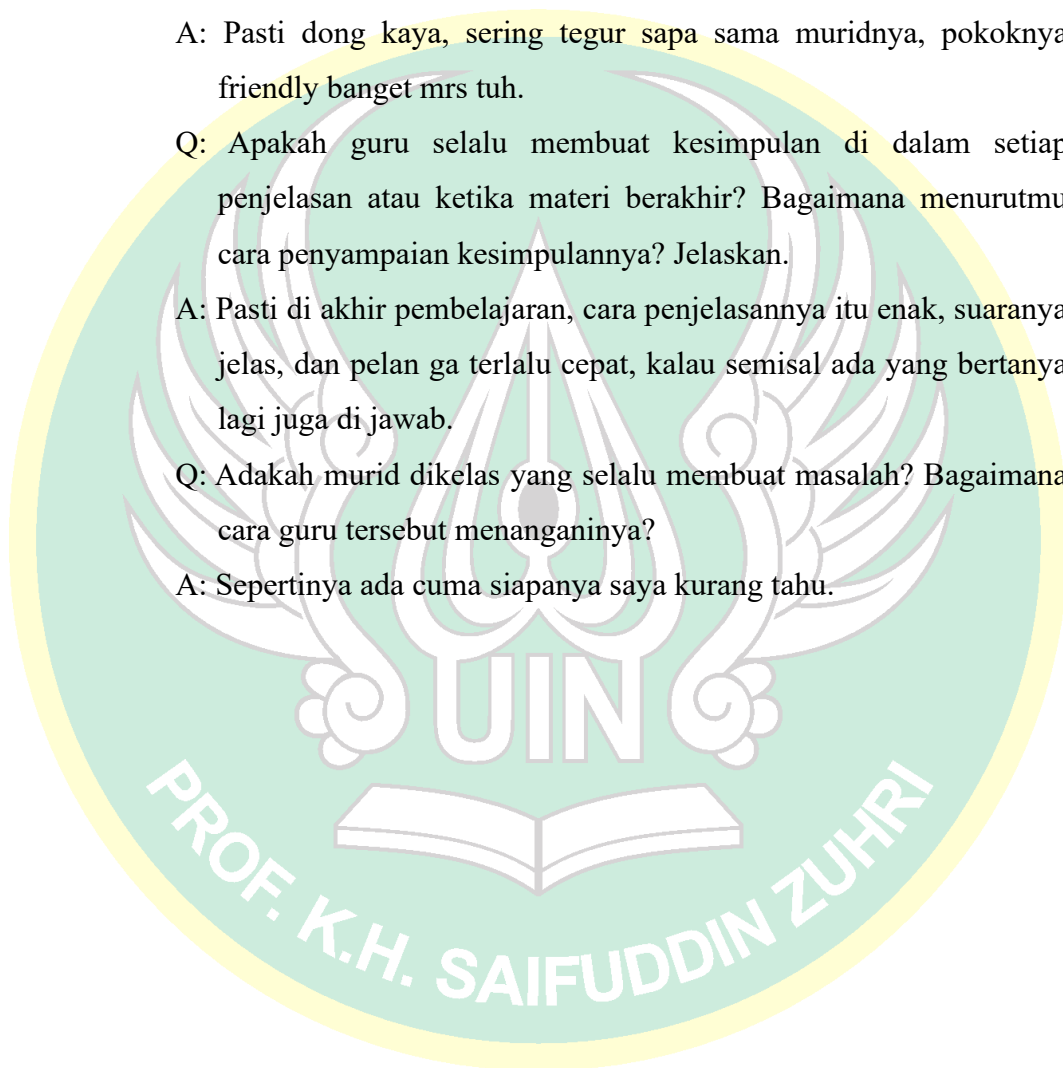 A: Pasti dong kaya, sering tegur sapa sama muridnya, pokoknya
friendly banget mrs tuh.
Q: Apakah guru selalu membuat kesimpulan di dalam setiap
penjelasan atau ketika materi berakhir? Bagaimana menurutmu
cara penyampaian kesimpulannya? Jelaskan.
A: Pasti di akhir pembelajaran, cara penjelasannya itu enak, suaranya
jelas, dan pelan ga terlalu cepat, kalau semisal ada yang bertanya
lagi juga di jawab.
Q: Adakah murid dikelas yang selalu membuat masalah? Bagaimana
cara guru tersebut menanganinya?
A: Sepertinya ada cuma siapanya saya kurang tahu.
UIN
PROF. K.H. SAIFUDDIN ZUHRI